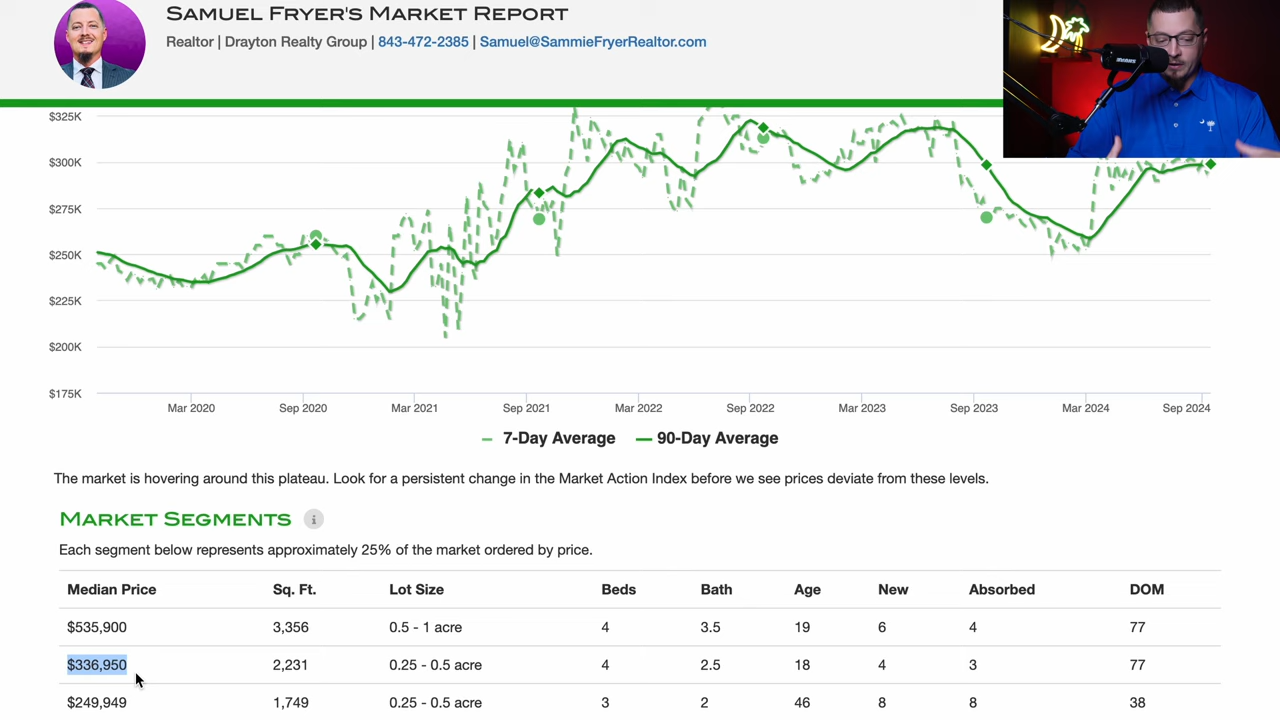 SAMUEL FRYER'S MARKET REPORT
Realtor | Drayton Realty Group | 843-472-2385 | Samuel@SammieFryerRealtor.com
$325K
$300K
$275K
$250K
$225K
$200K
$175K
Mar 2020 Sep 2020 Mar 2021 Sep 2021 Mar 2022 Sep 2022 Mar 2023 Sep 2023 Mar 2024 Sep 2024
7-Day Average 90-Day Average
The market is hovering around this plateau. Look for a persistent change in the Market Action Index before we see prices deviate from these levels.
MARKET SEGMENTS i
Each segment below represents approximately 25% of the market ordered by price.
Median Price Sq. Ft. Lot Size Beds Bath Age New Absorbed DOM
$535,900 3,356 0.5 - 1 acre 4 3.5 19 6 4 77
$336,950 2,231 0.25 - 0.5 acre 4 2.5 18 4 3 77
$249,949 1,749 0.25 - 0.5 acre 3 2 46 8 8 38